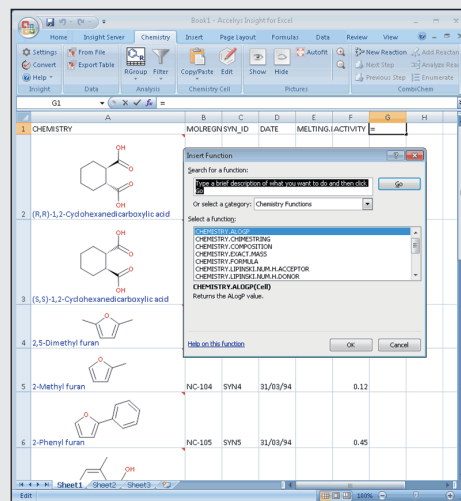 Book1 - Accelrys Insight for Excel
Home Insight Server Chemistry Insert Page Layout Formulas Data Review View
Settings From File Autofit New Reaction Add Reactan
Convert Export Table Next Step Analyze Rea
Help RGroup Filter Copy/Paste Edit Show Hide Previous Step Enumerate
Insight Data Analysis Chemistry Cell Pictures CombiChem
G1 fx =
A B C D E F G H
1 CHEMISTRY MOLREGN SYN_ID DATE MELTING. ACTIVITY =
OH
O
O
OH
2 (R,R)-1,2-Cyclohexanedicarboxylic acid
OH
O
O
OH
3 (S,S)-1,2-Cyclohexanedicarboxylic acid
O
4 2,5-Dimethyl furan
O
5 2-Methyl furan NC-104 SYN4 31/03/94 0.12
O
6 2-Phenyl furan NC-105 SYN5 31/03/94 0.45
OH
Insert Function
Search for a function:
Type a brief description of what you want to do and then click
Go
Go
Or select a category: Chemistry Functions
Select a function:
CHEMISTRY.ALOGP
CHEMISTRY.CHIMESTRING
CHEMISTRY.COMPOSITION
CHEMISTRY.EXACT.MASS
CHEMISTRY.FORMULA
CHEMISTRY.LIPINSKI.NUM.H.ACCEPTOR
CHEMISTRY.LIPINSKI.NUM.H.DONOR
CHEMISTRY.ALOGP(Cell)
Returns the ALogP value.
Help on this function OK Cancel
Sheet1 Sheet2 Sheet3
Edit 160%